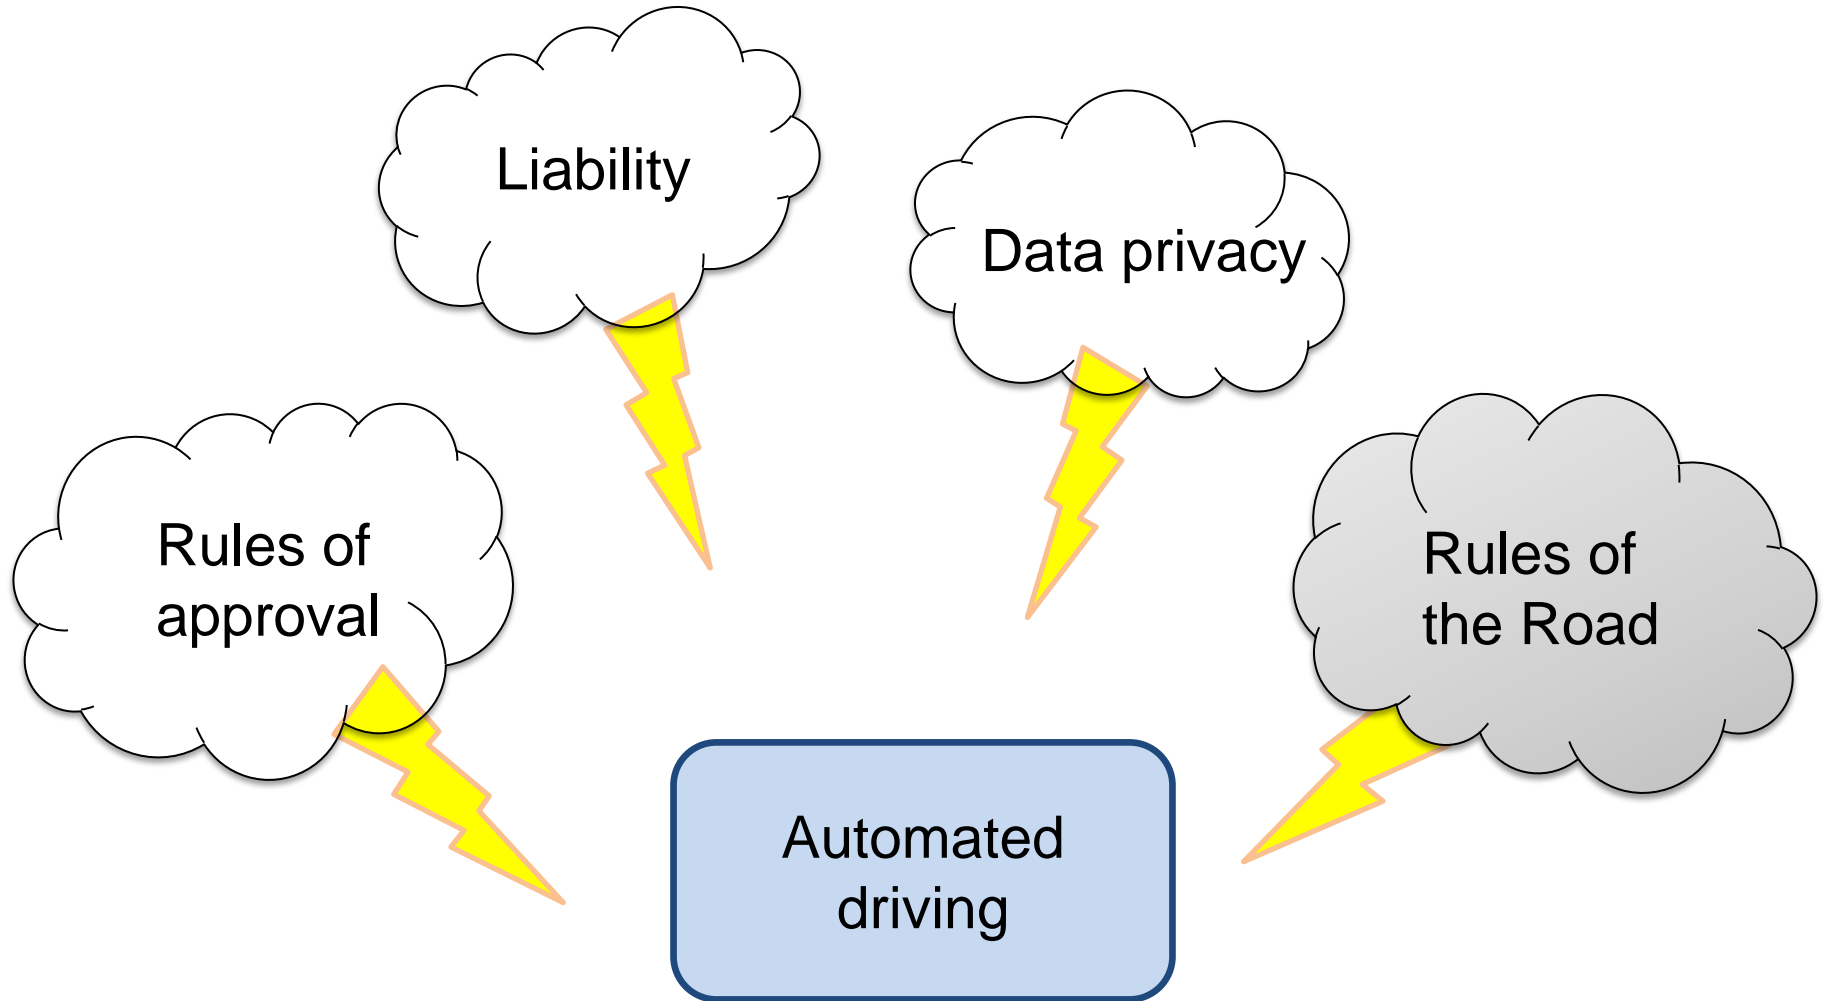 Liability
Data privacy
Rules of
approval
Rules of
the Road
Automated
driving